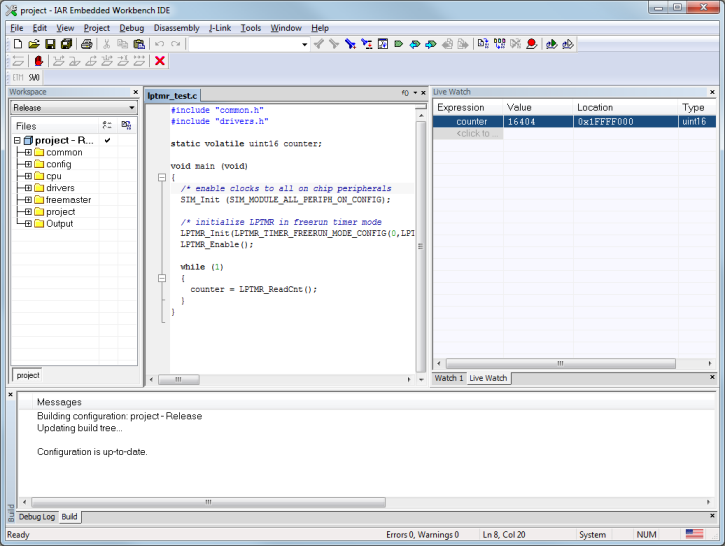 project - IAR Embedded Workbench IDE
File Edit View Project Debug Disassembly J-Link Tools Window Help
ETM SWO
Workspace
Release
Files
project - R...
common
config
cpu
drivers
freemaster
project
Output
project
lptmr_test.c
f()
#include "common.h"
#include "drivers.h"
static volatile uint16 counter;
void main (void)
{
/* enable clocks to all on chip peripherals
SIM_Init (SIM_MODULE_ALL_PERIPH_ON_CONFIG);
/* initialize LPTMR in freerun timer mode
LPTMR_Init(LPTMR_TIMER_FREERUN_MODE_CONFIG(0,LPT
LPTMR_Enable();
while (1)
{
counter = LPTMR_ReadCnt();
}
}
Live Watch
Expression Value Location Type
counter 16404 0x1FFFF000 uint16
<click to ...
Watch 1 Live Watch
Messages
Building configuration: project - Release
Updating build tree...
Configuration is up-to-date.
Build
Debug Log Build
Ready Errors 0, Warnings 0 Ln 8, Col 20 System NUM